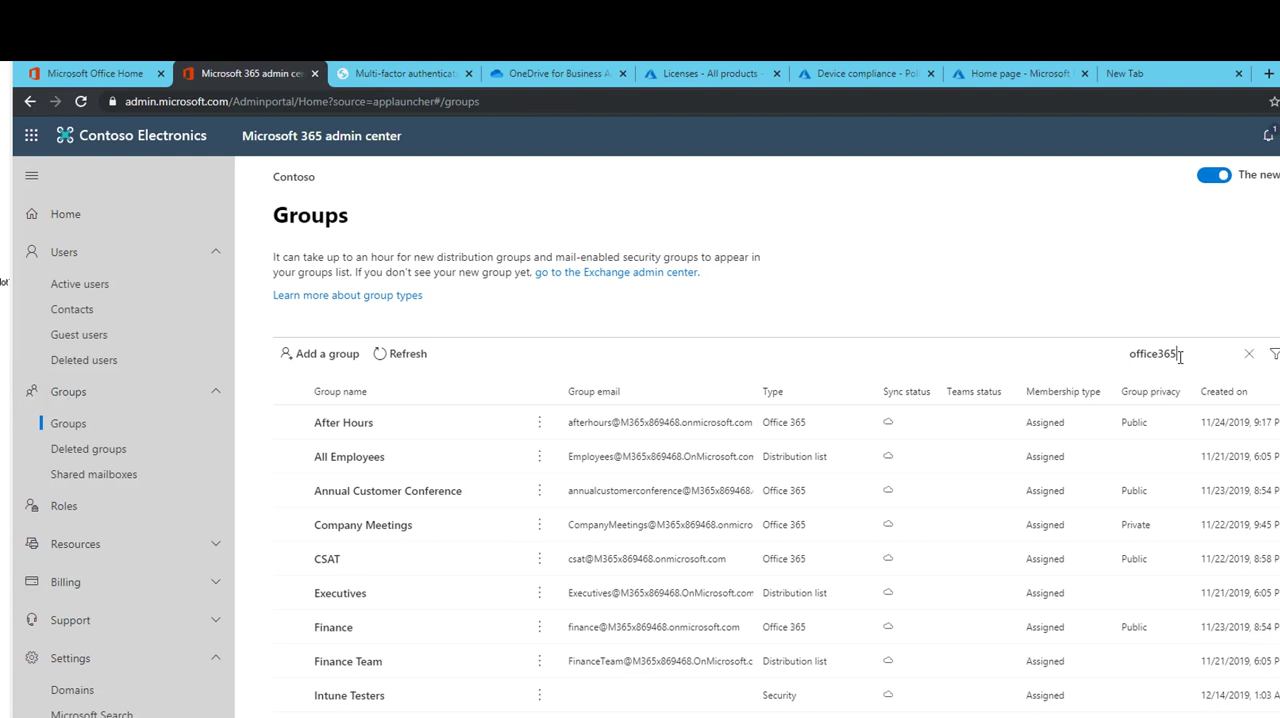 Microsoft Office Home
Microsoft 365 admin cen
Multi-factor authenticat
OneDrive for Business A
Licenses - All products -
Device compliance - Pol
Home page - Microsoft
New Tab
admin.microsoft.com/Adminportal/Home?source=applauncher#/groups
Contoso Electronics
Microsoft 365 admin center
1
Contoso
The new
Groups
It can take up to an hour for new distribution groups and mail-enabled security groups to appear in
your groups list. If you don't see your new group yet, go to the Exchange admin center.
Learn more about group types
Home
Users
Active users
Contacts
Guest users
Deleted users
Groups
Groups
Deleted groups
Shared mailboxes
Roles
Resources
Billing
Support
Settings
Domains
Microsoft Search
Add a group Refresh office365
Group name Group email Type Sync status Teams status Membership type Group privacy Created on
After Hours afterhours@M365x869468.onmicrosoft.com Office 365 Assigned Public 11/24/2019, 9:17 P
All Employees Employees@M365x869468.OnMicrosoft.com Distribution list Assigned 11/21/2019, 6:05 P
Annual Customer Conference annualcustomerconference@M365x869468. Office 365 Assigned Public 11/23/2019, 8:54 P
Company Meetings CompanyMeetings@M365x869468.onmicro Office 365 Assigned Private 11/22/2019, 9:45 P
CSAT csat@M365x869468.onmicrosoft.com Office 365 Assigned Public 11/22/2019, 8:58 P
Executives Executives@M365x869468.OnMicrosoft.com Distribution list Assigned 11/21/2019, 6:05 P
Finance finance@M365x869468.onmicrosoft.com Office 365 Assigned Public 11/23/2019, 8:54 P
Finance Team FinanceTeam@M365x869468.OnMicrosoft.c Distribution list Assigned 11/21/2019, 6:05 P
Intune Testers Security Assigned 12/14/2019, 1:03 A